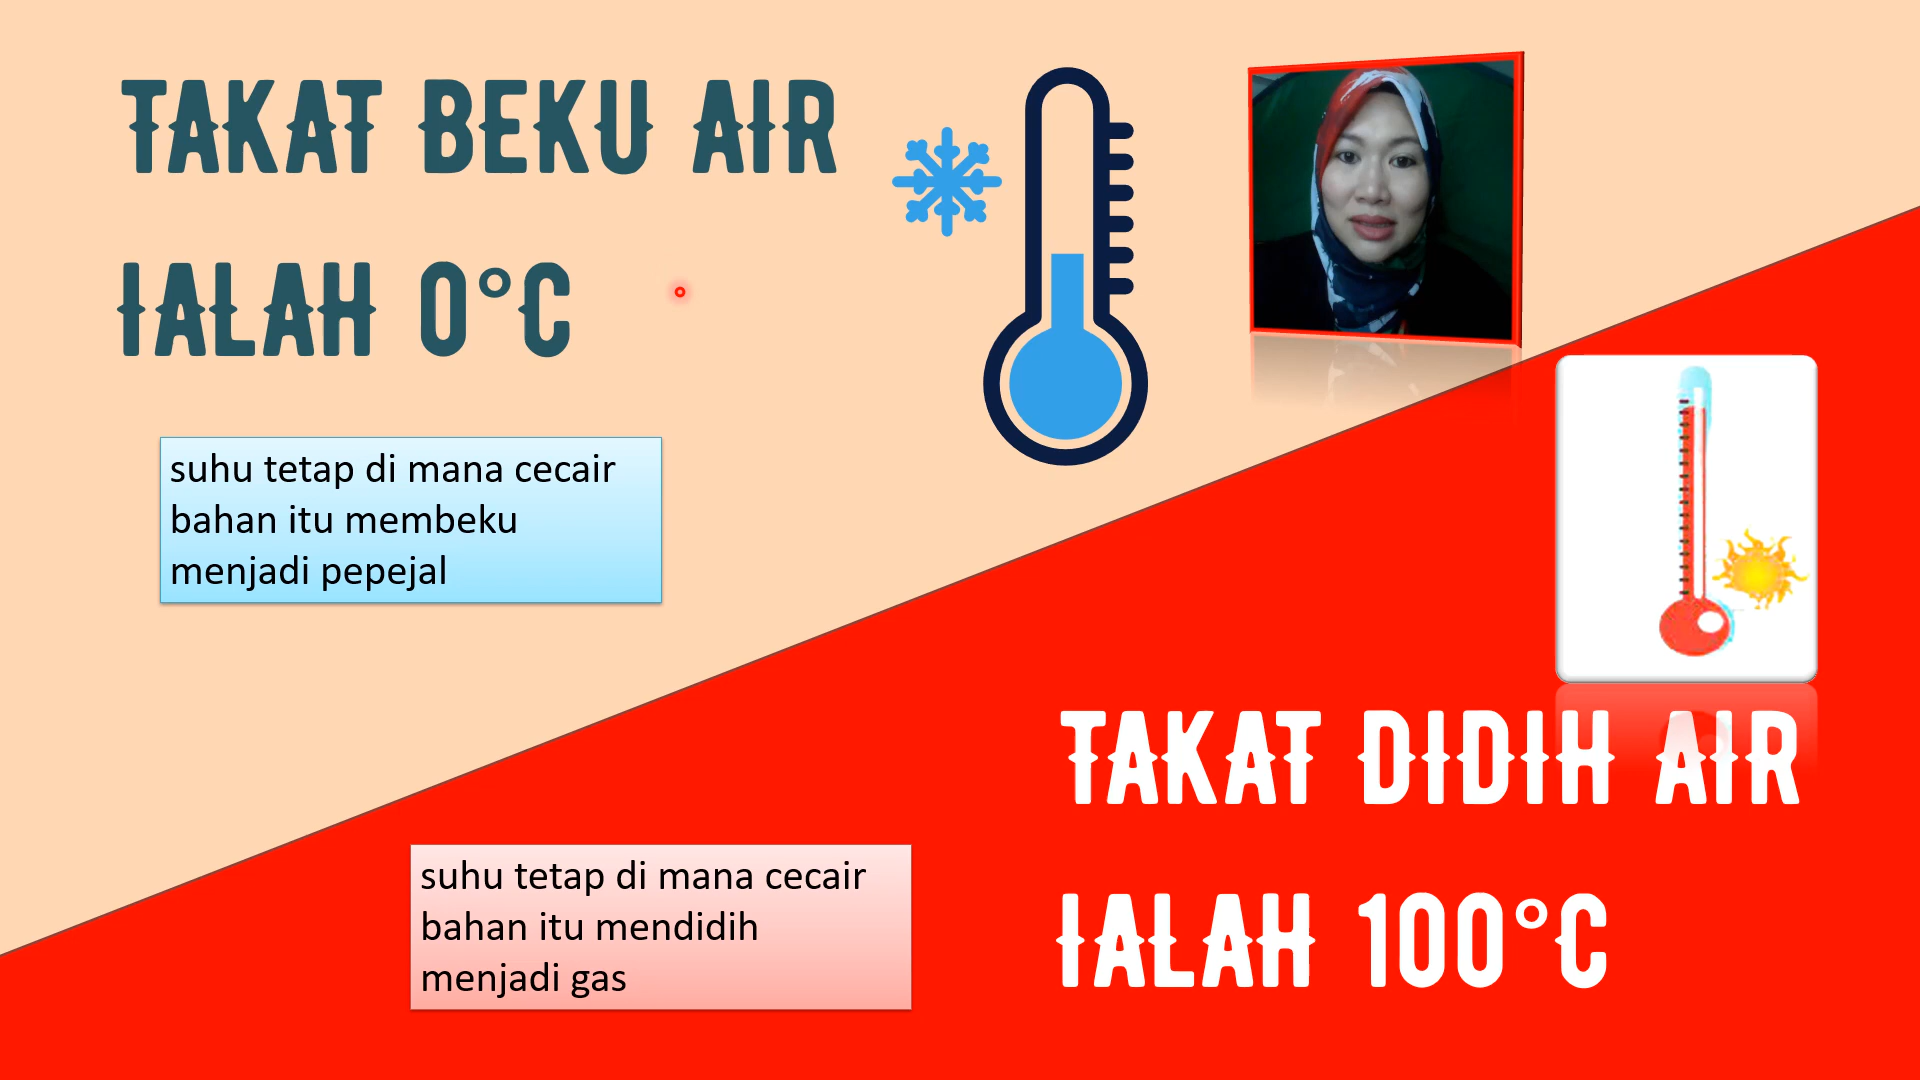 TAKAT BEKU AIR
IALAH 0°C
suhu tetap di mana cecair
bahan itu membeku
menjadi pepejal
TAKAT DIDIH AIR
IALAH 100°C
suhu tetap di mana cecair
bahan itu mendidih
menjadi gas